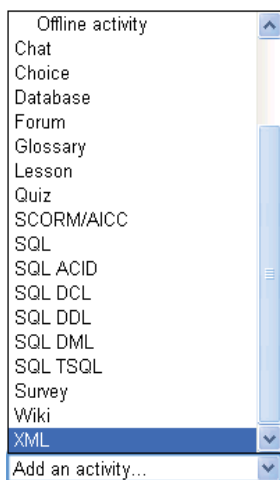 Offline activity
Chat
Choice
Database
Forum
Glossary
Lesson
Quiz
SCORM/AICC
SQL
SQL ACID
SQL DCL
SQL DDL
SQL DML
SQL TSQL
Survey
Wiki
XML
Add an activity...